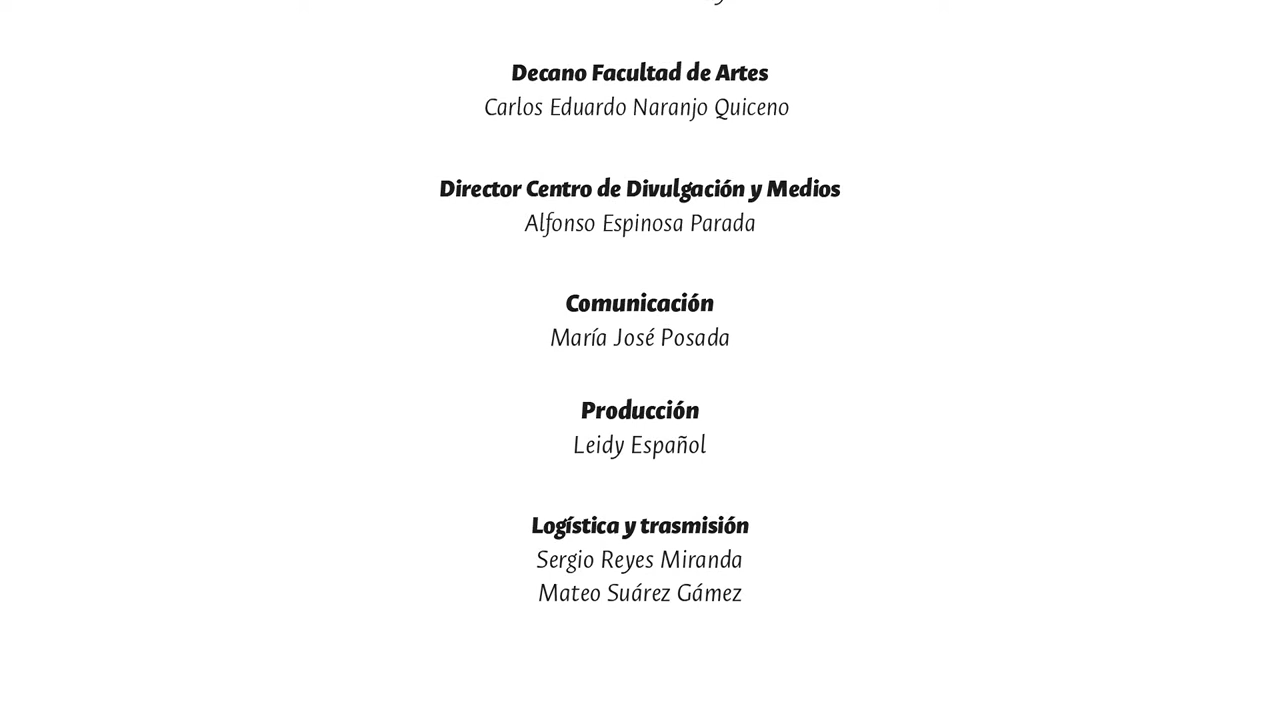 Decano Facultad de Artes
Carlos Eduardo Naranjo Quiceno
Director Centro de Divulgación y Medios
Alfonso Espinosa Parada
Comunicación
María José Posada
Producción
Leidy Español
Logística y trasmisión
Sergio Reyes Miranda
Mateo Suárez Gámez